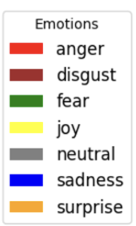 Emotions
anger
disgust
fear
joy
neutral
sadness
surprise